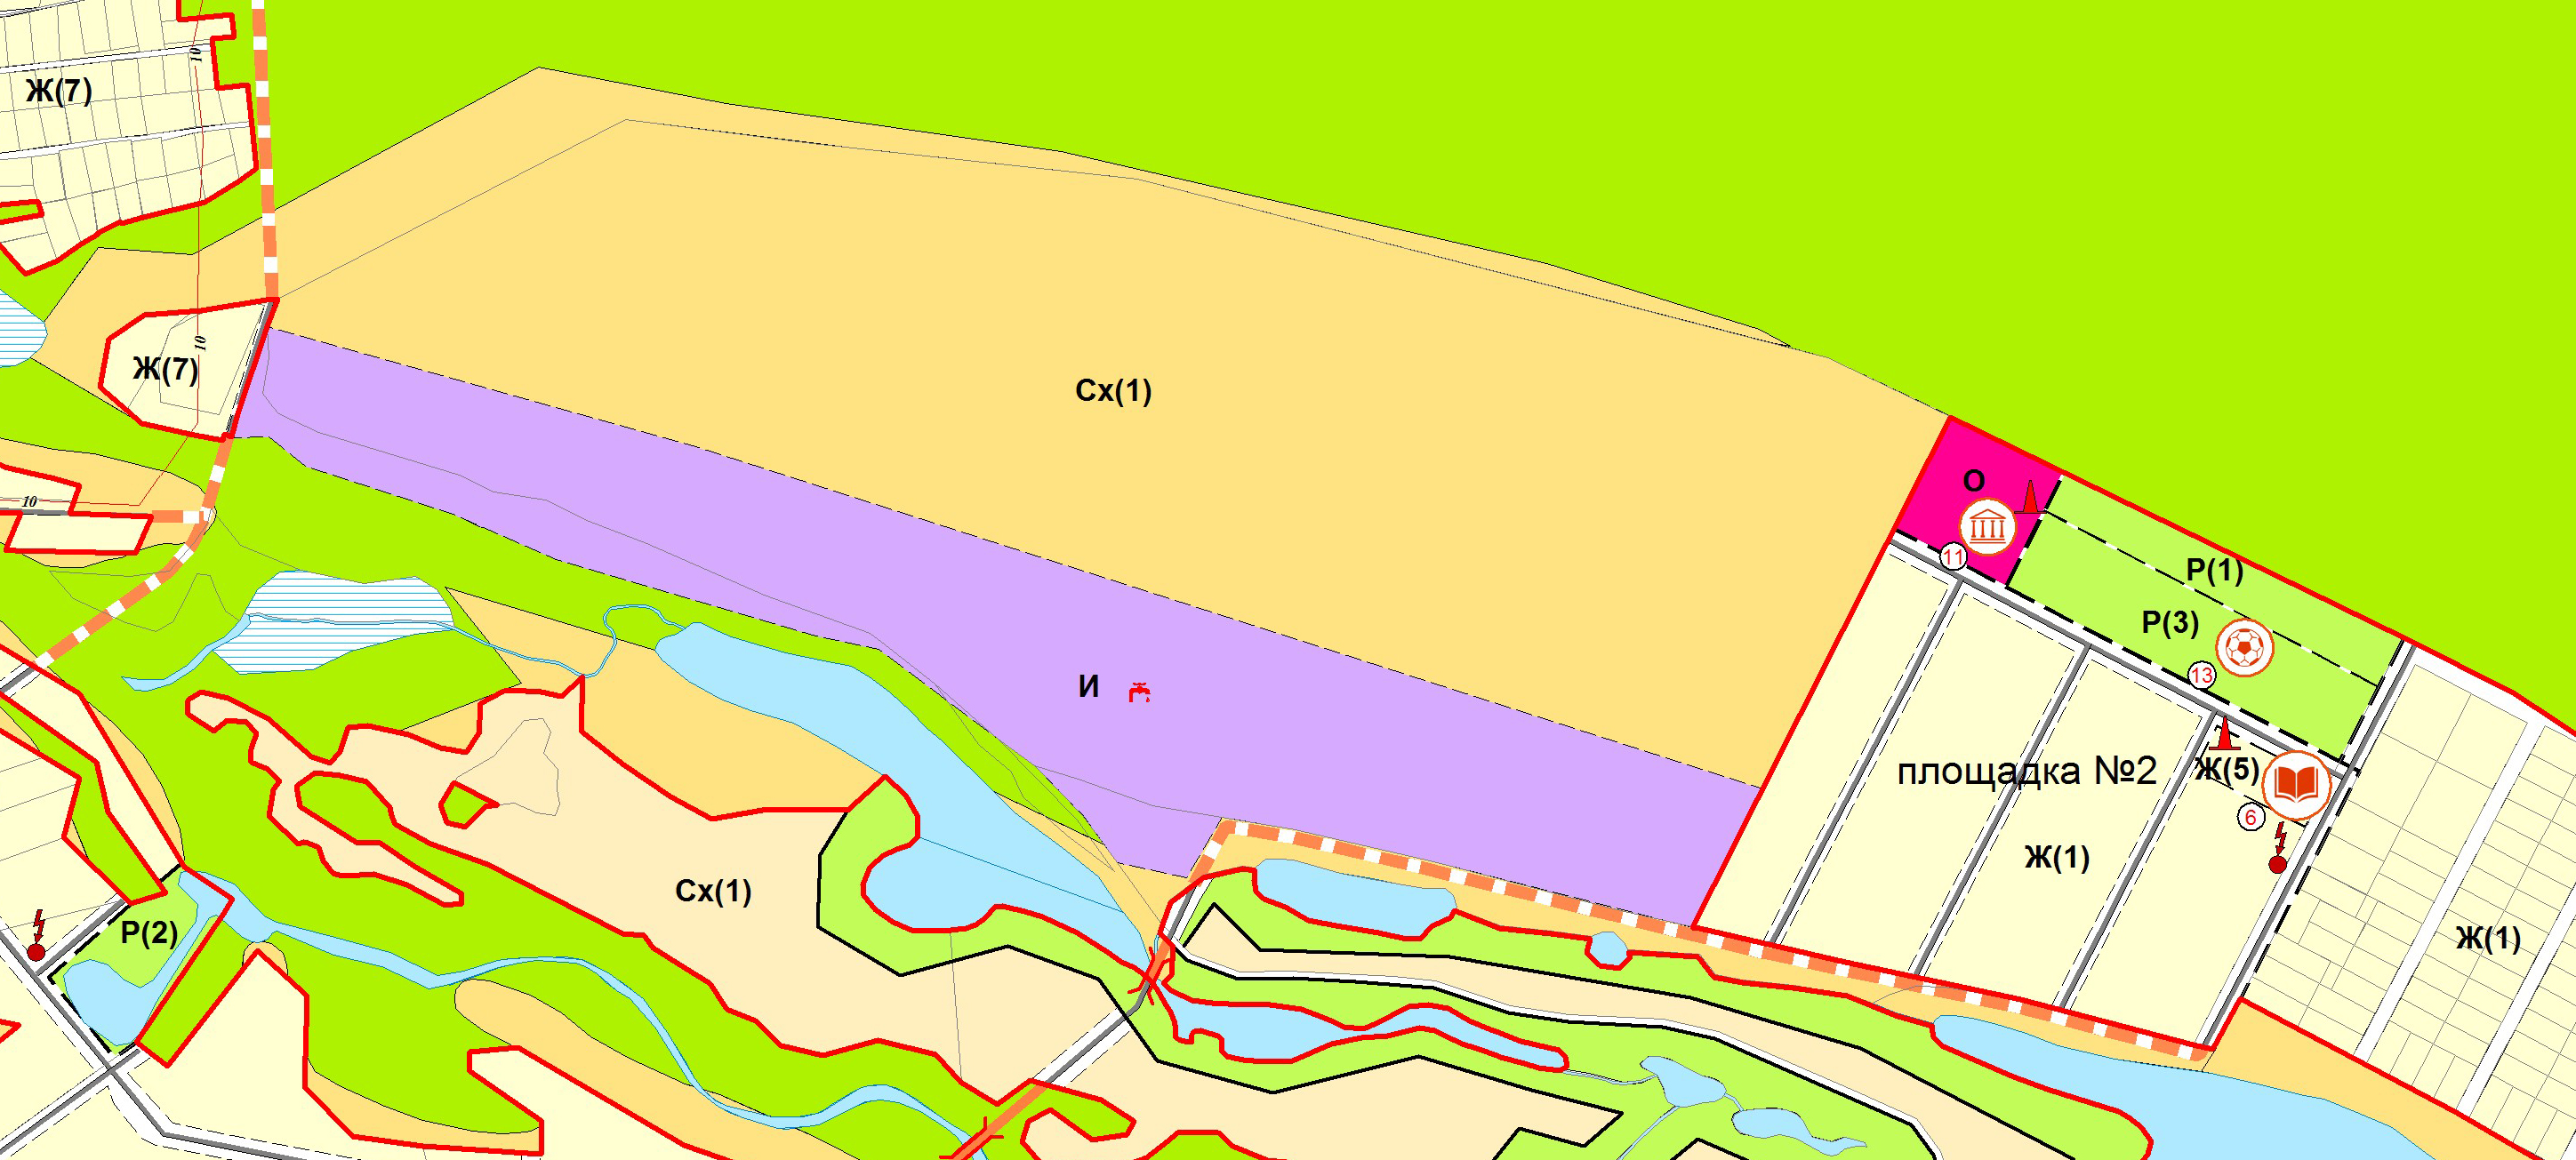 10
Ж(7)
10
Ж(7)
Сх(1)
О
10
11
Р(1)
Р(3)
13
И
площадка №2
Ж(5)
6
Ж(1)
Сх(1)
Р(2)
Ж(1)